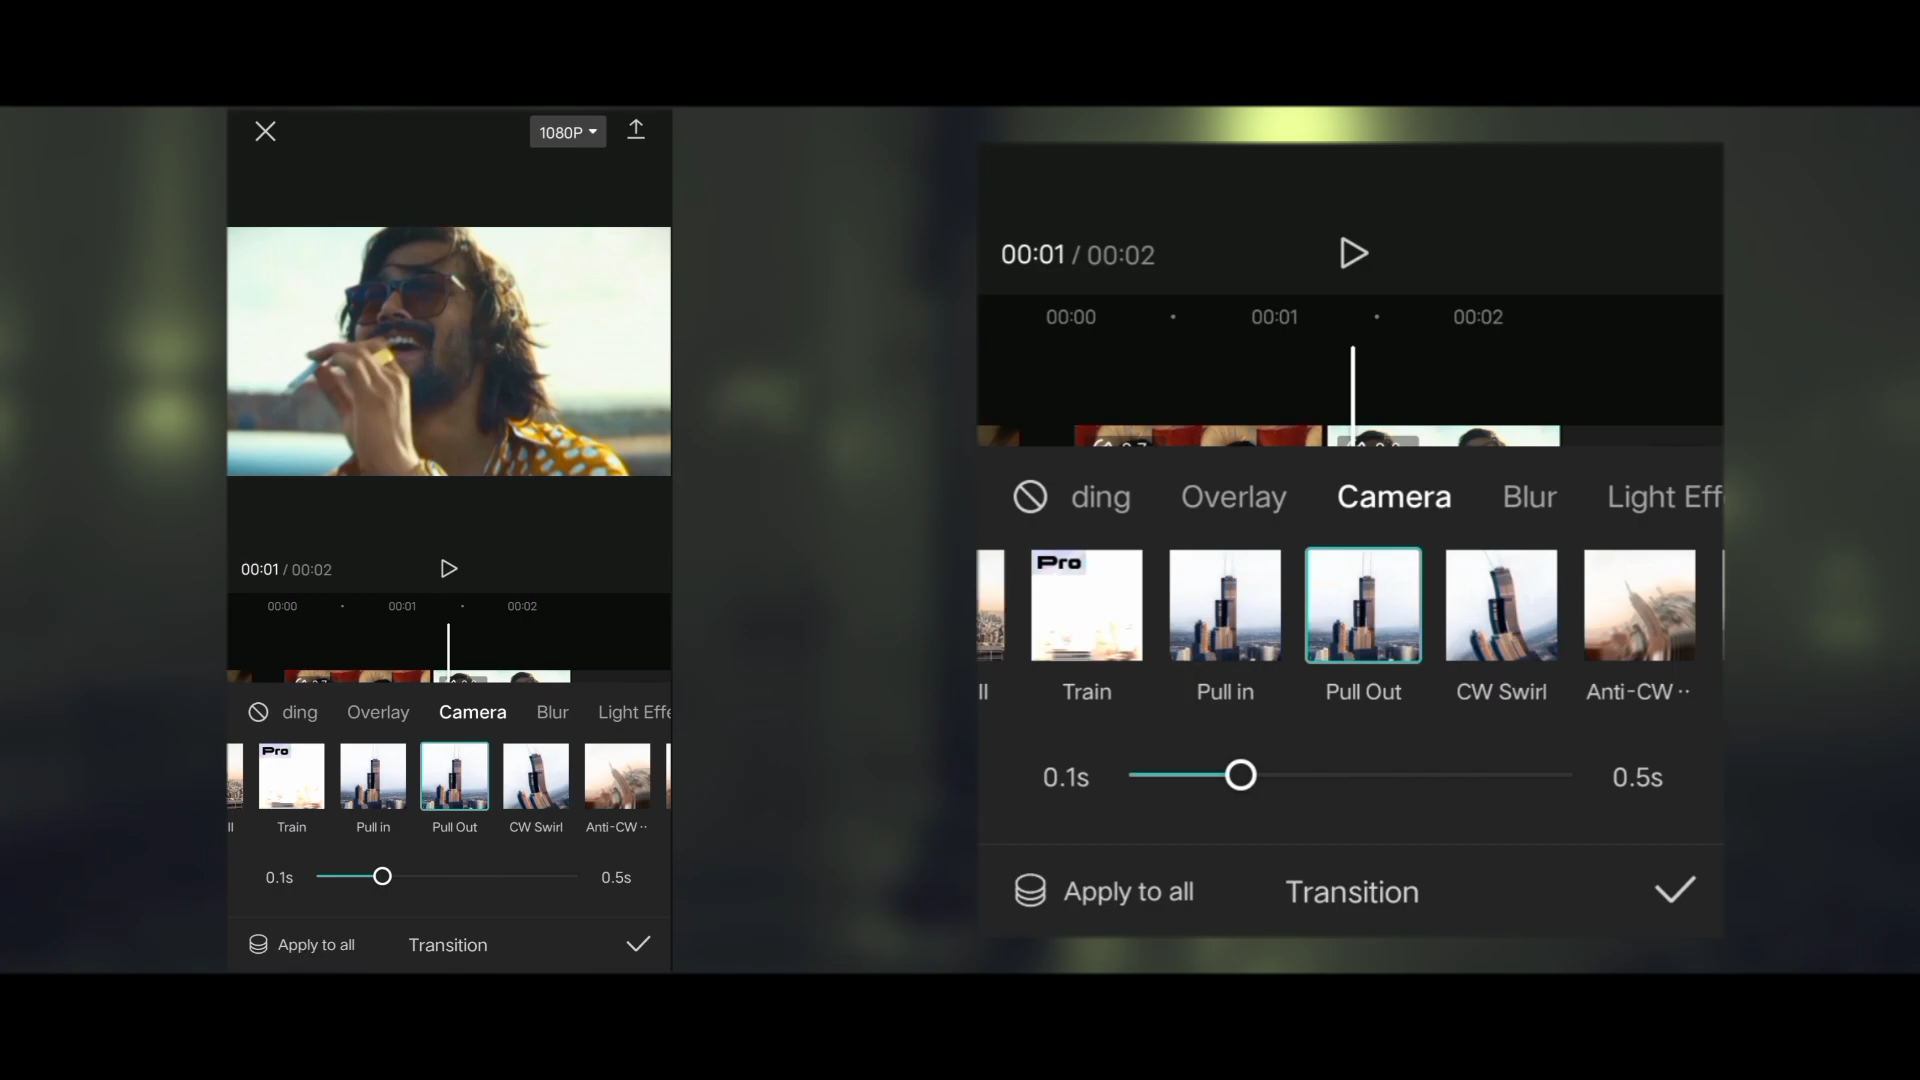 1080P
00:01 / 00:02
00:00 00:01 00:02
ding Overlay Camera Blur Light Effe
Pro
ll Train Pull in Pull Out CW Swirl Anti-CW ··
0.1s 0.5s
Apply to all Transition
00:01 / 00:02
00:00 00:01 00:02
ding Overlay Camera Blur Light Eff
Pro
ll Train Pull in Pull Out CW Swirl Anti-CW ··
0.1s 0.5s
Apply to all Transition